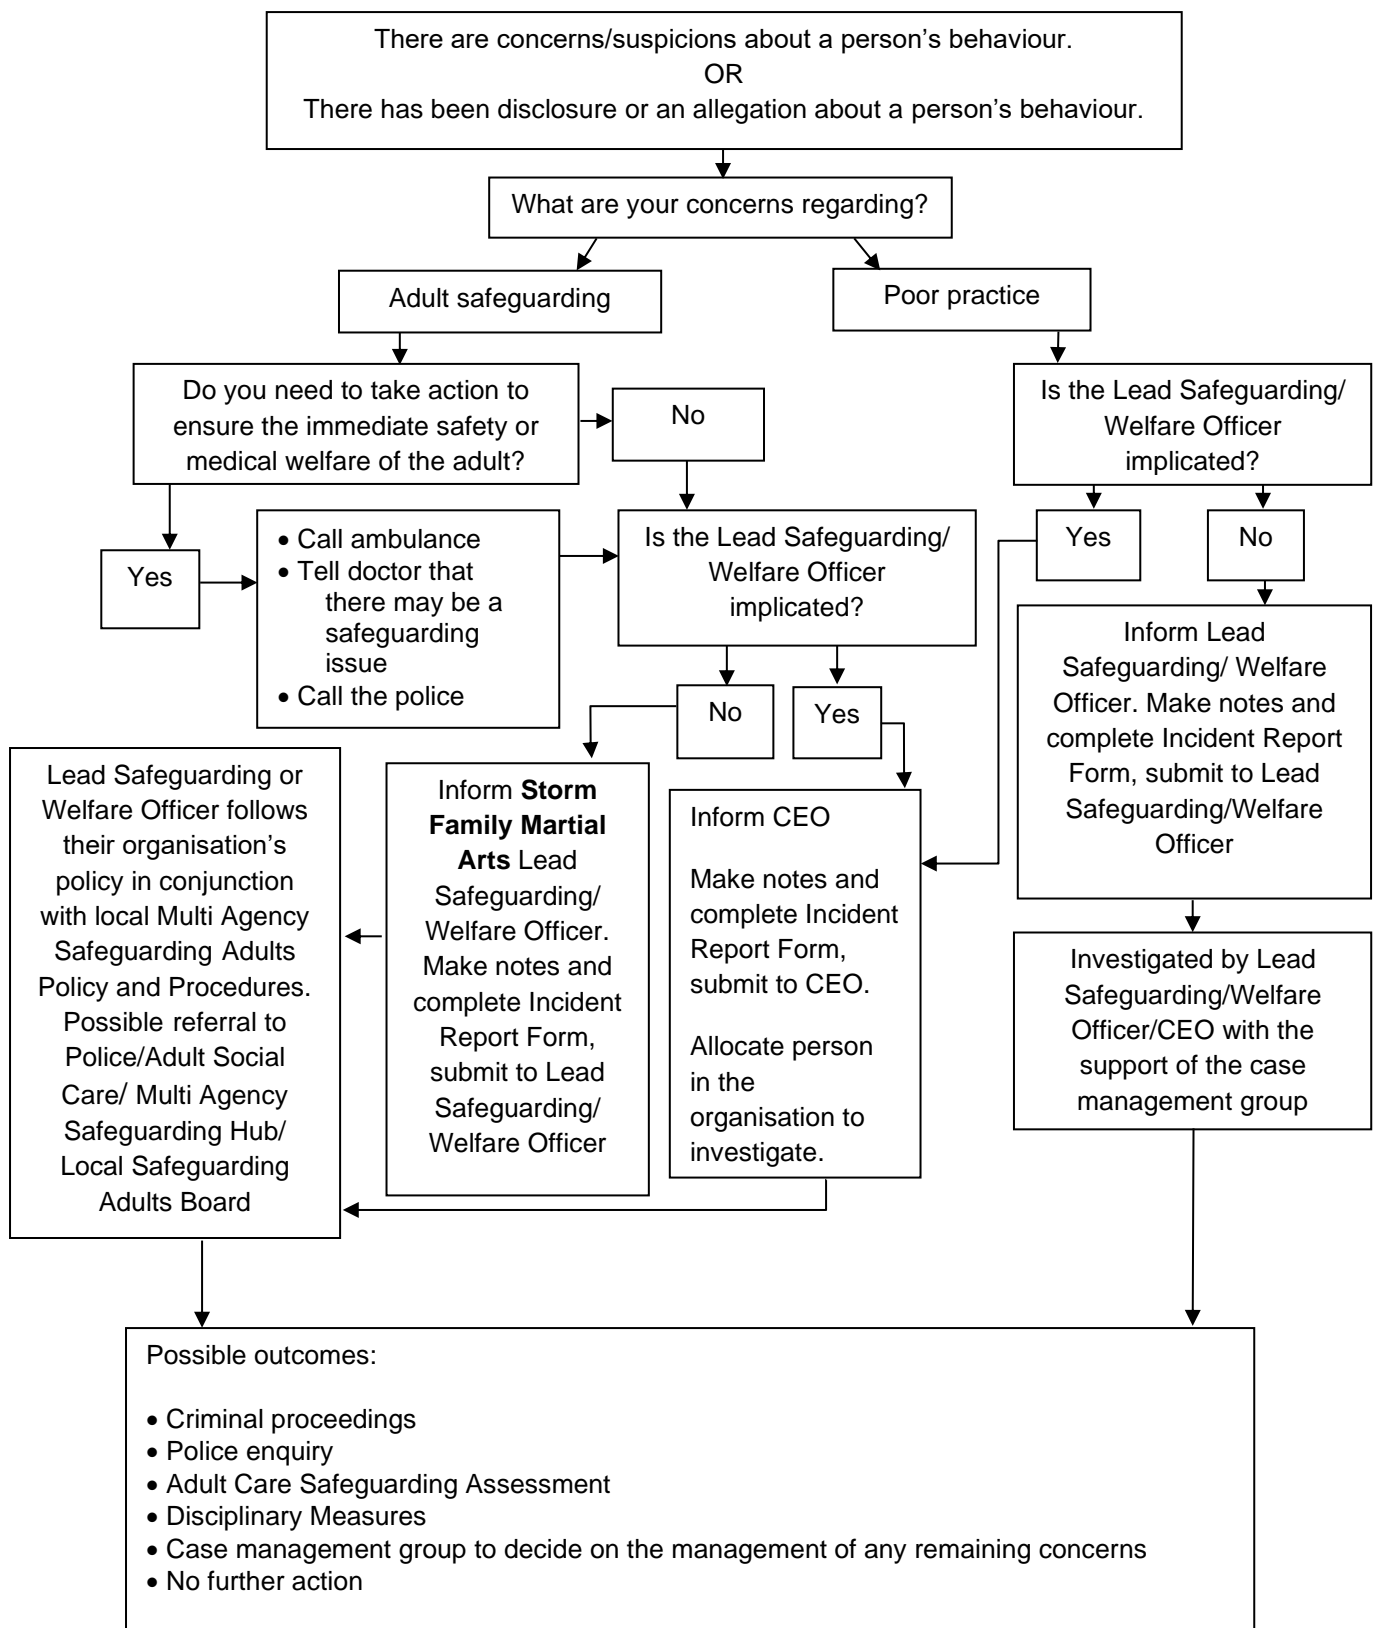 There are concerns/suspicions about a person’s behaviour.
OR
There has been disclosure or an allegation about a person’s behaviour.
What are your concerns regarding?
Adult safeguarding
Poor practice
Do you need to take action to
ensure the immediate safety or
medical welfare of the adult?
No
Is the Lead Safeguarding/
Welfare Officer
implicated?
Yes
• Call ambulance
• Tell doctor that
there may be a
safeguarding
issue
• Call the police
Is the Lead Safeguarding/
Welfare Officer
implicated?
Yes
No
No
Yes
Inform Lead
Safeguarding/ Welfare
Officer. Make notes and
complete Incident Report
Form, submit to Lead
Safeguarding/Welfare
Officer
Lead Safeguarding or
Welfare Officer follows
their organisation’s
policy in conjunction
with local Multi Agency
Safeguarding Adults
Policy and Procedures.
Possible referral to
Police/Adult Social
Care/ Multi Agency
Safeguarding Hub/
Local Safeguarding
Adults Board
Inform Storm
Family Martial
Arts Lead
Safeguarding/
Welfare Officer.
Make notes and
complete Incident
Report Form,
submit to Lead
Safeguarding/
Welfare Officer
Inform CEO
Make notes and
complete Incident
Report Form,
submit to CEO.
Allocate person
in the
organisation to
investigate.
Investigated by Lead
Safeguarding/Welfare
Officer/CEO with the
support of the case
management group
Possible outcomes:
• Criminal proceedings
• Police enquiry
• Adult Care Safeguarding Assessment
• Disciplinary Measures
• Case management group to decide on the management of any remaining concerns
• No further action